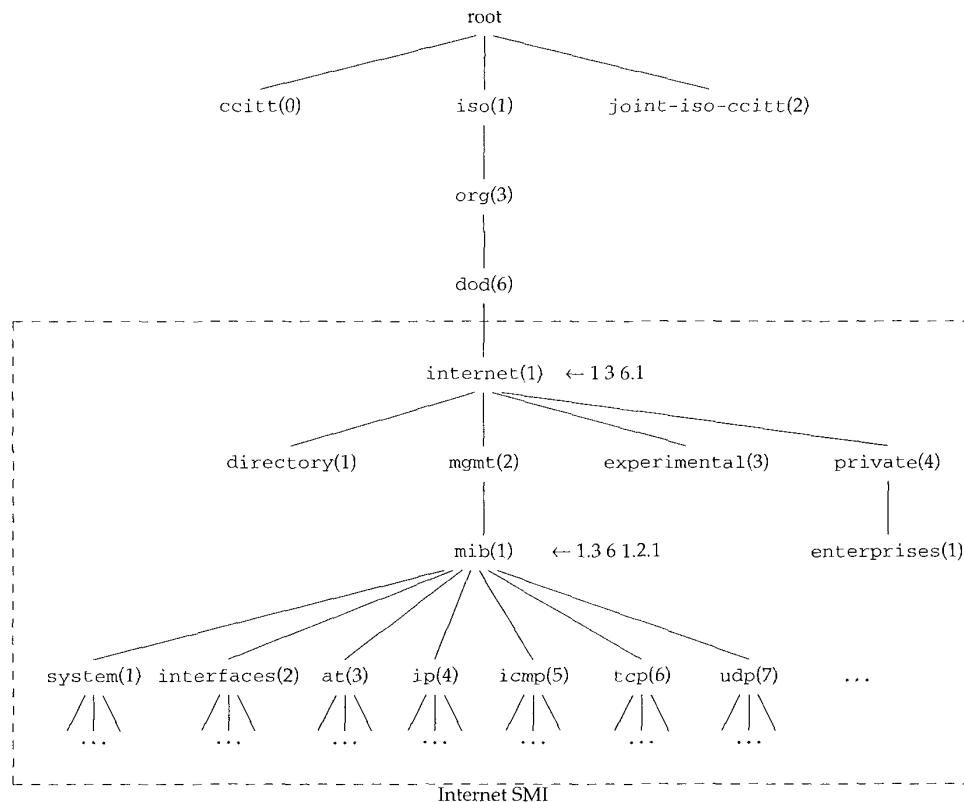 root
ccitt(0) iso(1) joint-iso-ccitt(2)
org(3)
dod(6)
internet(1) ← 1 3 6.1
directory(1) mgmt(2) experimental(3) private(4)
mib(1) ← 1.3 6 1.2.1 enterprises(1)
system(1) interfaces(2) at(3) ip(4) icmp(5) tcp(6) udp(7) ...
... ... ... ... ... ... ...
Internet SMI